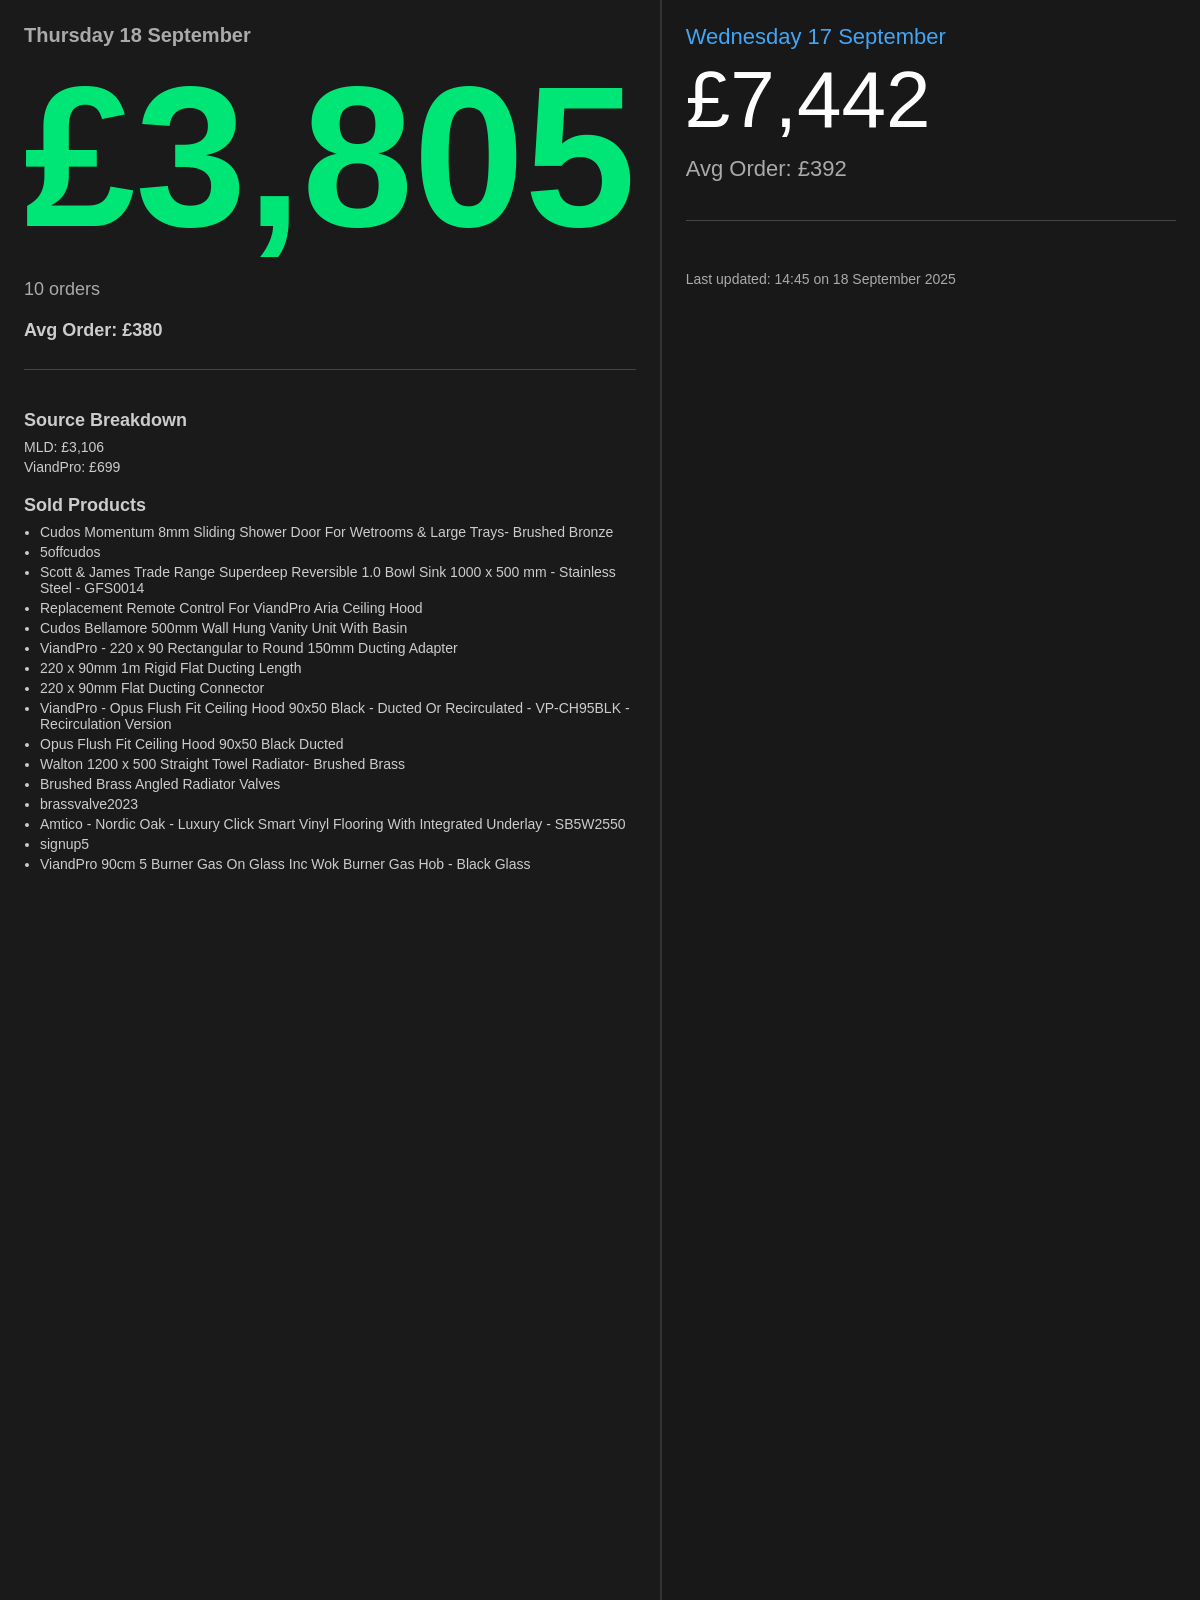 Thursday 18 September
£3,805
10 orders
Avg Order: £380
Source Breakdown
MLD: £3,106
ViandPro: £699
Sold Products
• Cudos Momentum 8mm Sliding Shower Door For Wetrooms & Large Trays- Brushed Bronze
• 5offcudos
• Scott & James Trade Range Superdeep Reversible 1.0 Bowl Sink 1000 x 500 mm - Stainless
Steel - GFS0014
• Replacement Remote Control For ViandPro Aria Ceiling Hood
• Cudos Bellamore 500mm Wall Hung Vanity Unit With Basin
• ViandPro - 220 x 90 Rectangular to Round 150mm Ducting Adapter
• 220 x 90mm 1m Rigid Flat Ducting Length
• 220 x 90mm Flat Ducting Connector
• ViandPro - Opus Flush Fit Ceiling Hood 90x50 Black - Ducted Or Recirculated - VP-CH95BLK -
Recirculation Version
• Opus Flush Fit Ceiling Hood 90x50 Black Ducted
• Walton 1200 x 500 Straight Towel Radiator- Brushed Brass
• Brushed Brass Angled Radiator Valves
• brassvalve2023
• Amtico - Nordic Oak - Luxury Click Smart Vinyl Flooring With Integrated Underlay - SB5W2550
• signup5
• ViandPro 90cm 5 Burner Gas On Glass Inc Wok Burner Gas Hob - Black Glass
Wednesday 17 September
£7,442
Avg Order: £392
Last updated: 14:45 on 18 September 2025